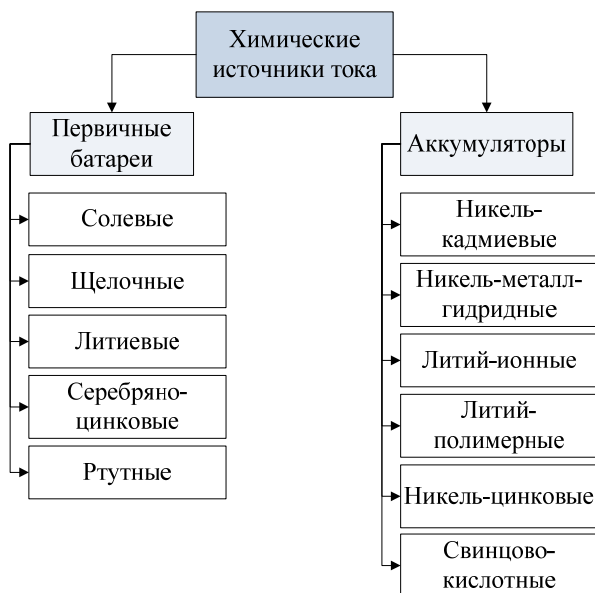 Химические
источники тока
Первичные
батареи
Солевые
Щелочные
Литиевые
Серебряно-
цинковые
Ртутные
Аккумуляторы
Никель-
кадмиевые
Никель-металл-
гидридные
Литий-ионные
Литий-
полимерные
Никель-цинковые
Свинцово-
кислотные